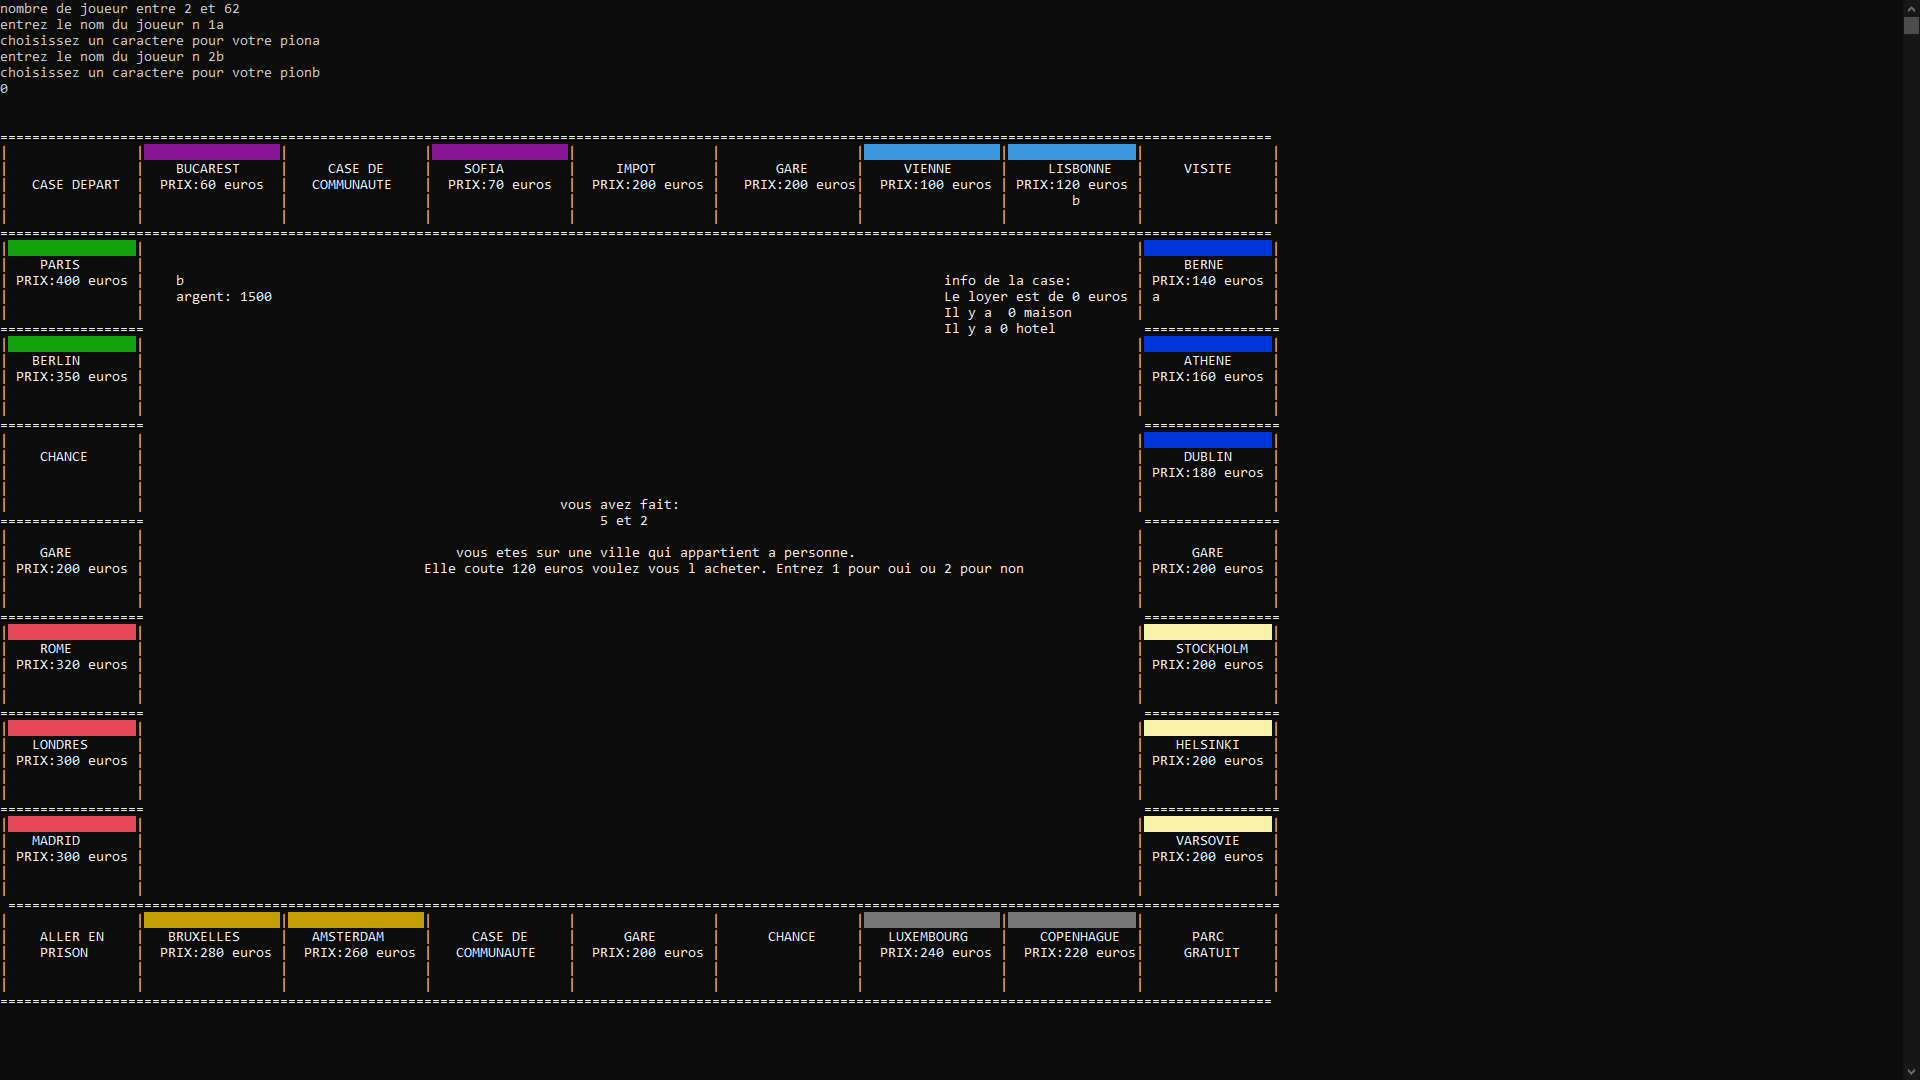 nombre de joueur entre 2 et 62
entrez le nom du joueur n 1a
choisissez un caractere pour votre piona
entrez le nom du joueur n 2b
choisissez un caractere pour votre pionb
0
BUCAREST CASE DE SOFIA IMPOT GARE VIENNE LISBONNE VISITE
CASE DEPART PRIX:60 euros COMMUNAUTE PRIX:70 euros PRIX:200 euros PRIX:200 euros PRIX:100 euros PRIX:120 euros
b
PARIS BERNE
PRIX:400 euros b info de la case: PRIX:140 euros
argent: 1500 Le loyer est de 0 euros a
Il y a  0 maison
Il y a 0 hotel
BERLIN ATHENE
PRIX:350 euros PRIX:160 euros
CHANCE DUBLIN
PRIX:180 euros
vous avez fait:
5 et 2
GARE vous etes sur une ville qui appartient a personne. GARE
PRIX:200 euros Elle coute 120 euros voulez vous l acheter. Entrez 1 pour oui ou 2 pour non PRIX:200 euros
ROME STOCKHOLM
PRIX:320 euros PRIX:200 euros
LONDRES HELSINKI
PRIX:300 euros PRIX:200 euros
MADRID VARSOVIE
PRIX:300 euros PRIX:200 euros
ALLER EN BRUXELLES AMSTERDAM CASE DE GARE CHANCE LUXEMBOURG COPENHAGUE PARC
PRISON PRIX:280 euros PRIX:260 euros COMMUNAUTE PRIX:200 euros PRIX:240 euros PRIX:220 euros GRATUIT